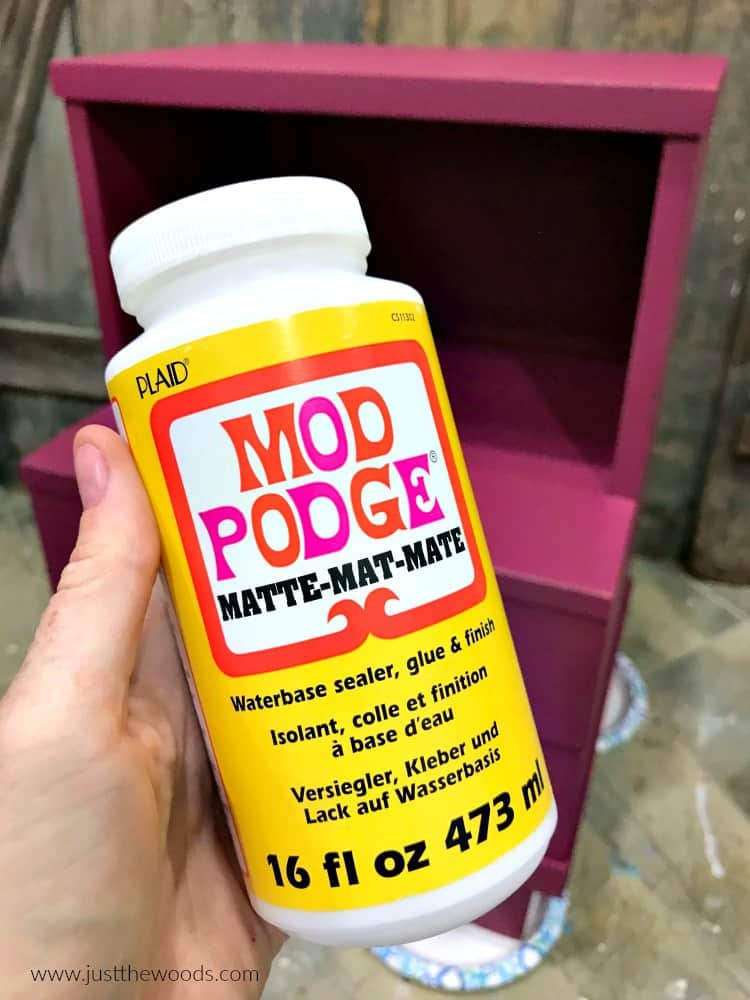 CS11302
PLAID®
MOD
PODGE®
MATTE-MAT-MATE
Waterbase sealer, glue & finish
Isolant, colle et finition
à base d'eau
Versiegler, Kleber und
Lack auf Wasserbasis
16 fl oz 473 ml
www.justthewoods.com